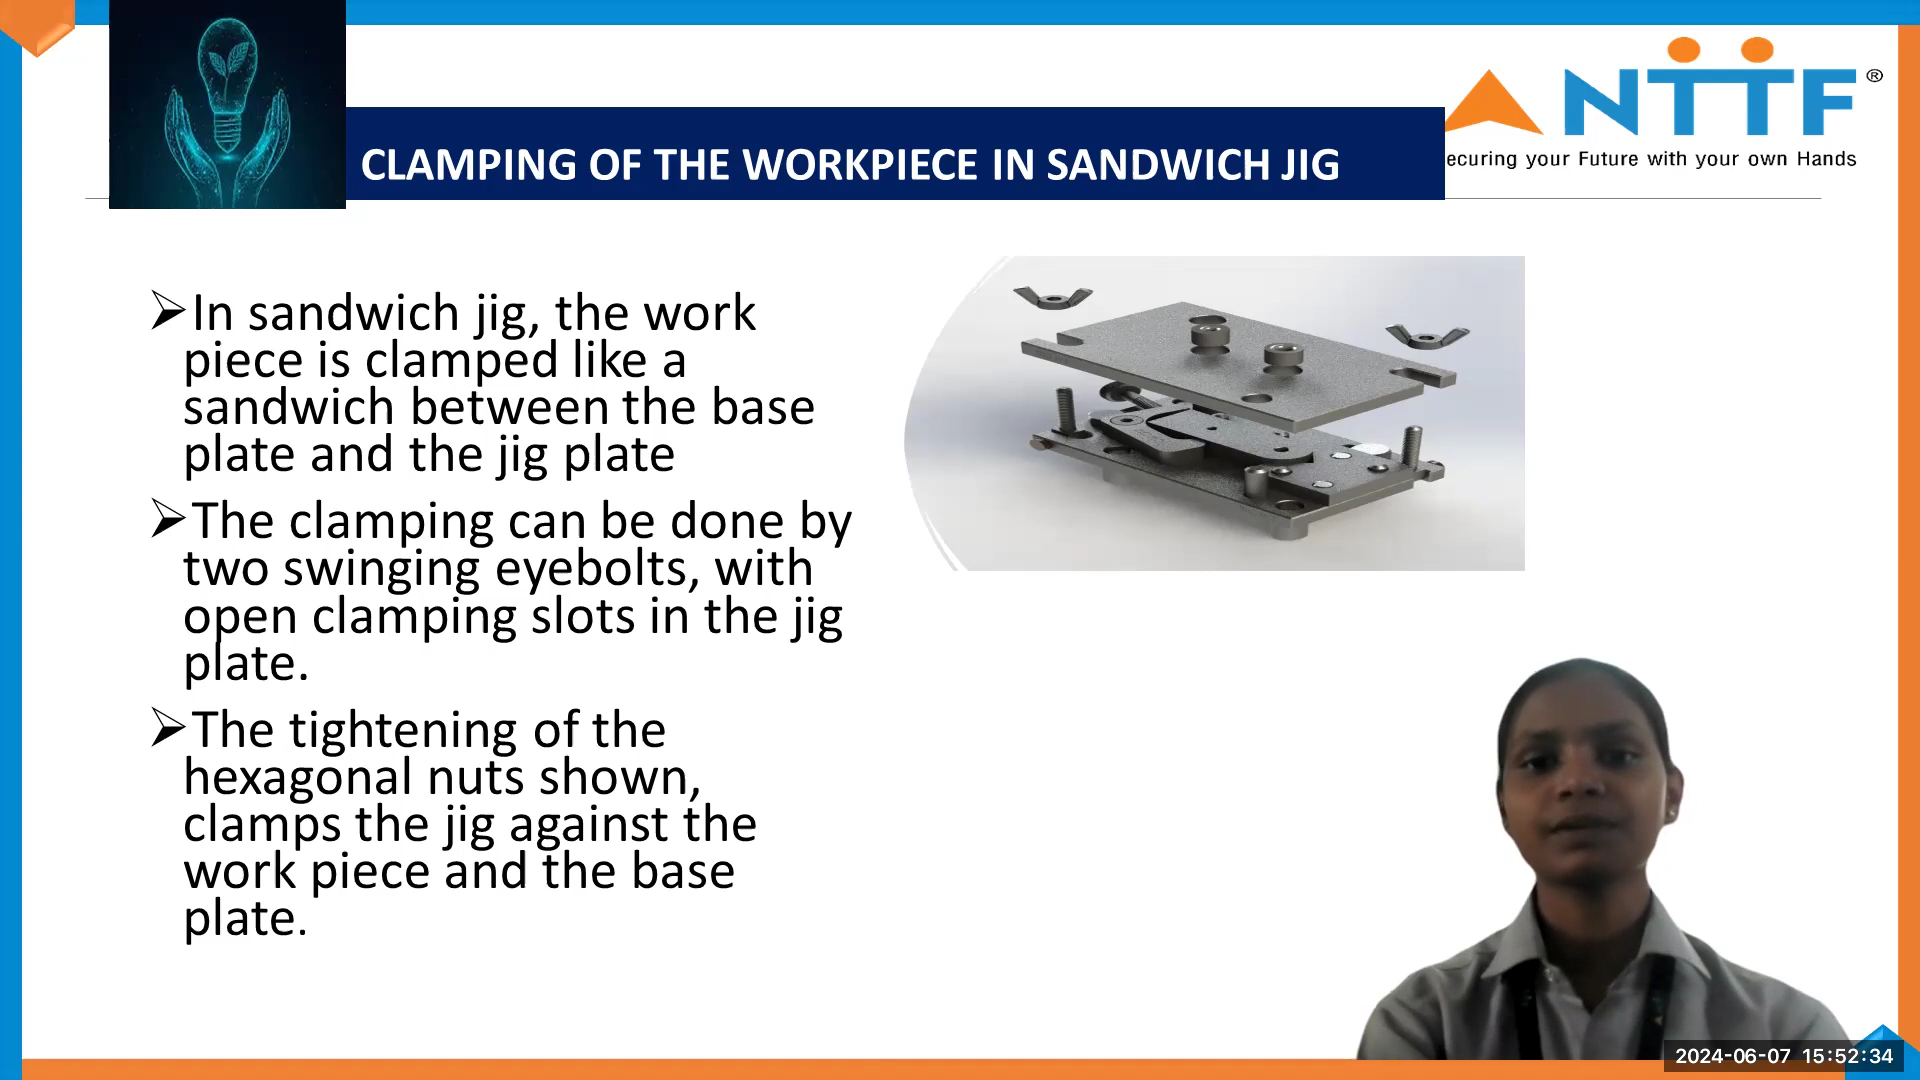 NTTF®
ecuring your Future with your own Hands
CLAMPING OF THE WORKPIECE IN SANDWICH JIG
➢In sandwich jig, the work
piece is clamped like a
sandwich between the base
plate and the jig plate
➢The clamping can be done by
two swinging eyebolts, with
open clamping slots in the jig
plate.
➢The tightening of the
hexagonal nuts shown,
clamps the jig against the
work piece and the base
plate.
2024-06-07 15:52:34